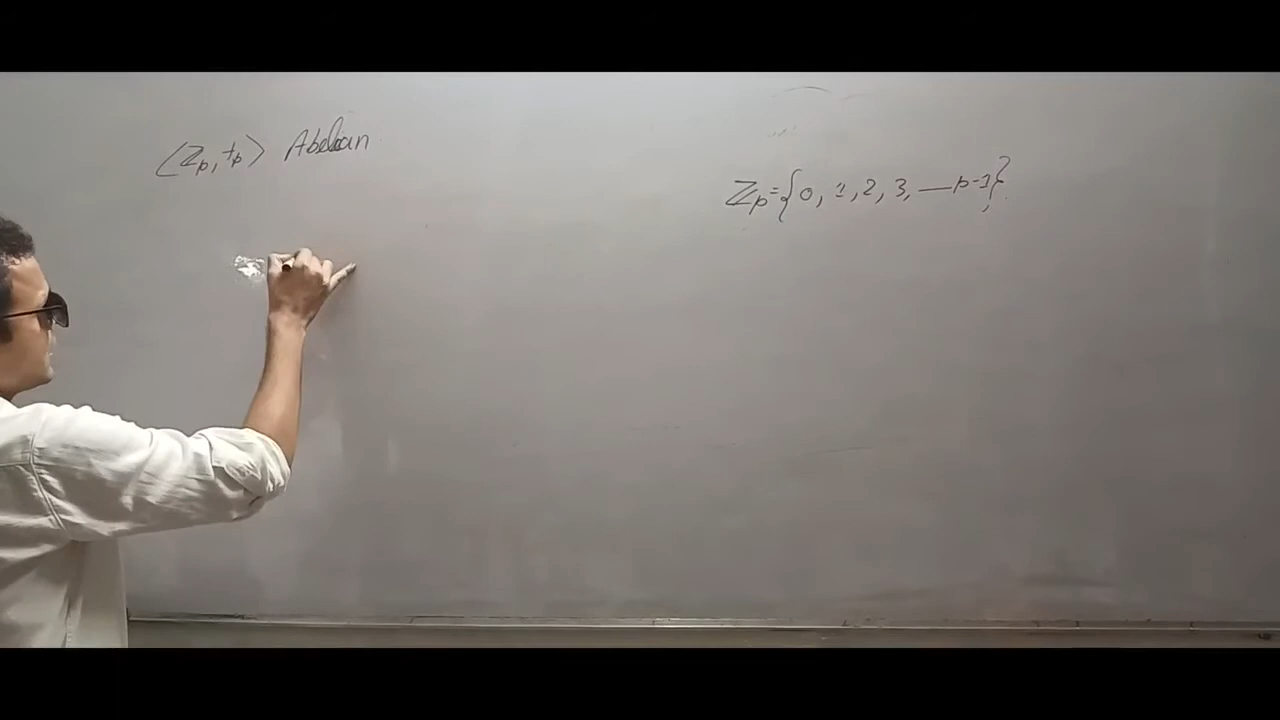 ⟨ℤp, +p⟩ Abelian
ℤp = {0, 1, 2, 3, — p-1}